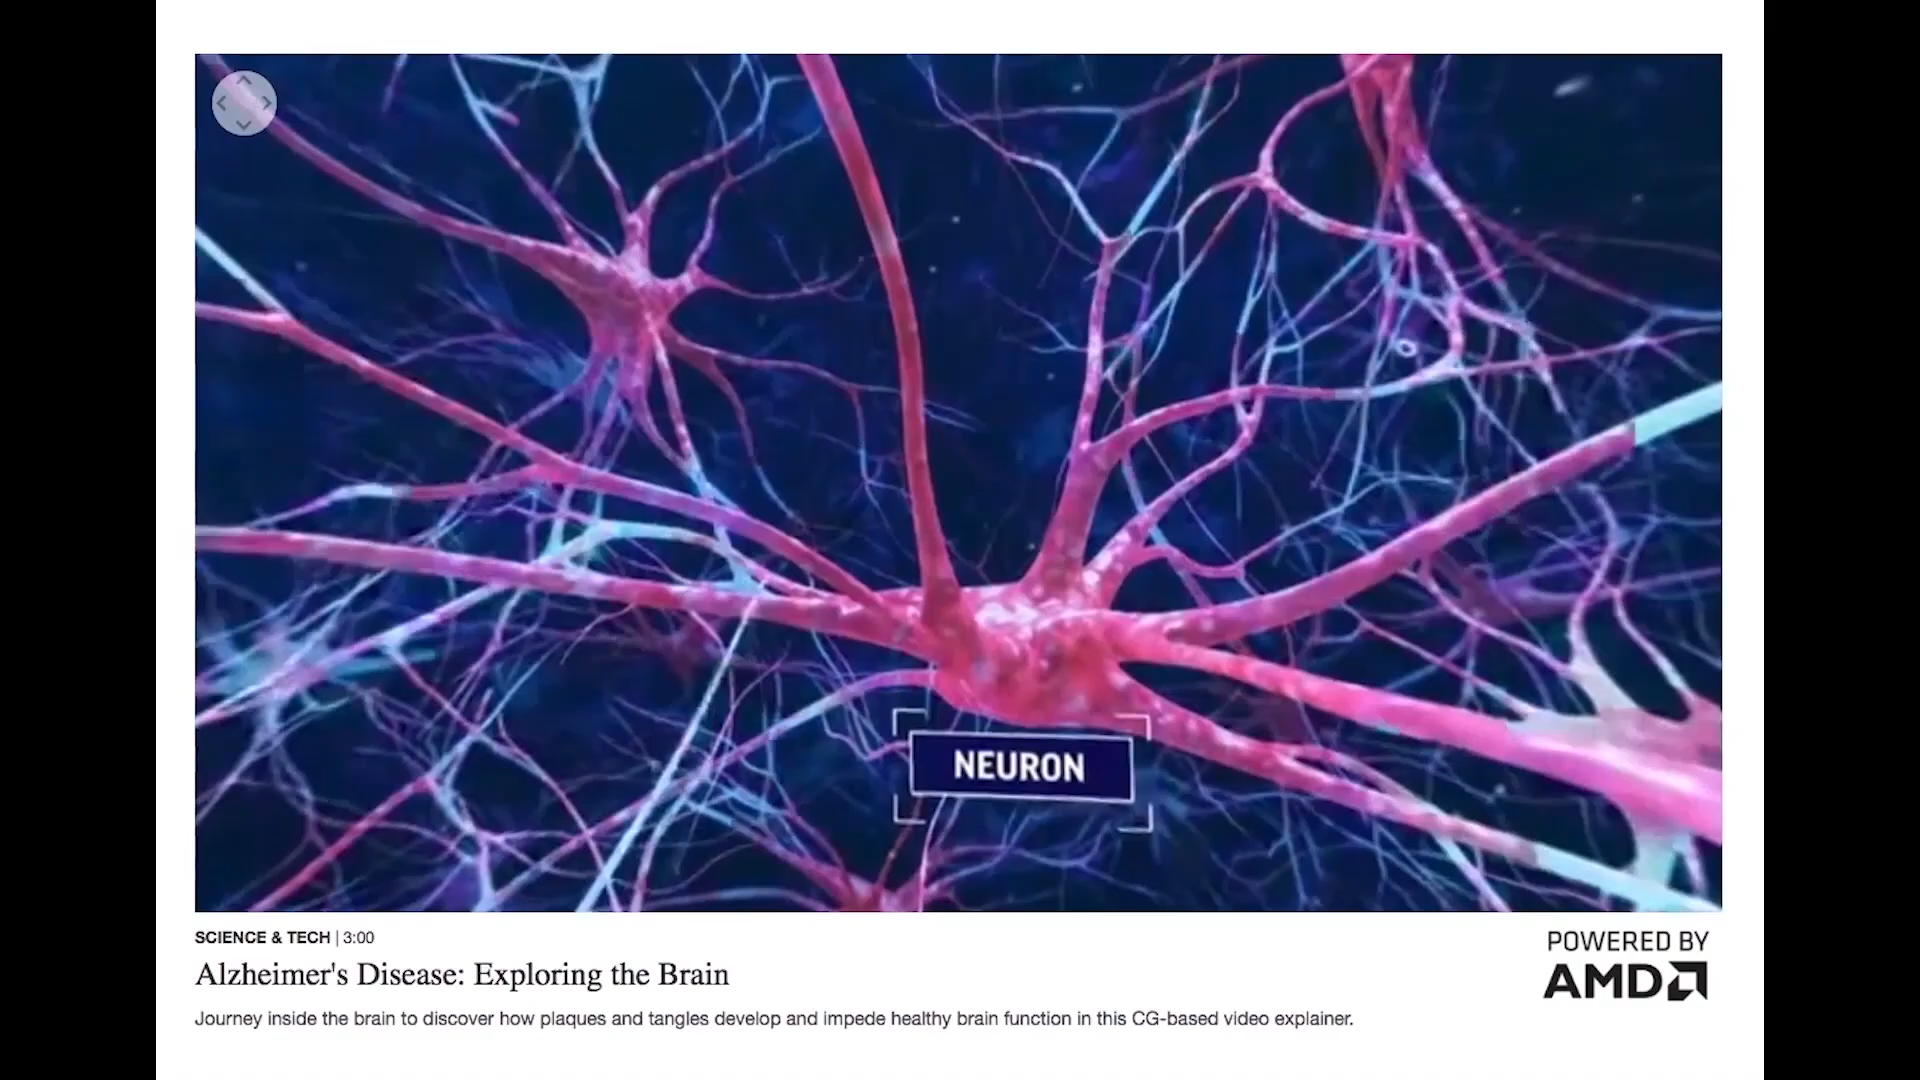 NEURON
SCIENCE & TECH | 3:00
Alzheimer's Disease: Exploring the Brain
Journey inside the brain to discover how plaques and tangles develop and impede healthy brain function in this CG-based video explainer.
POWERED BY
AMD